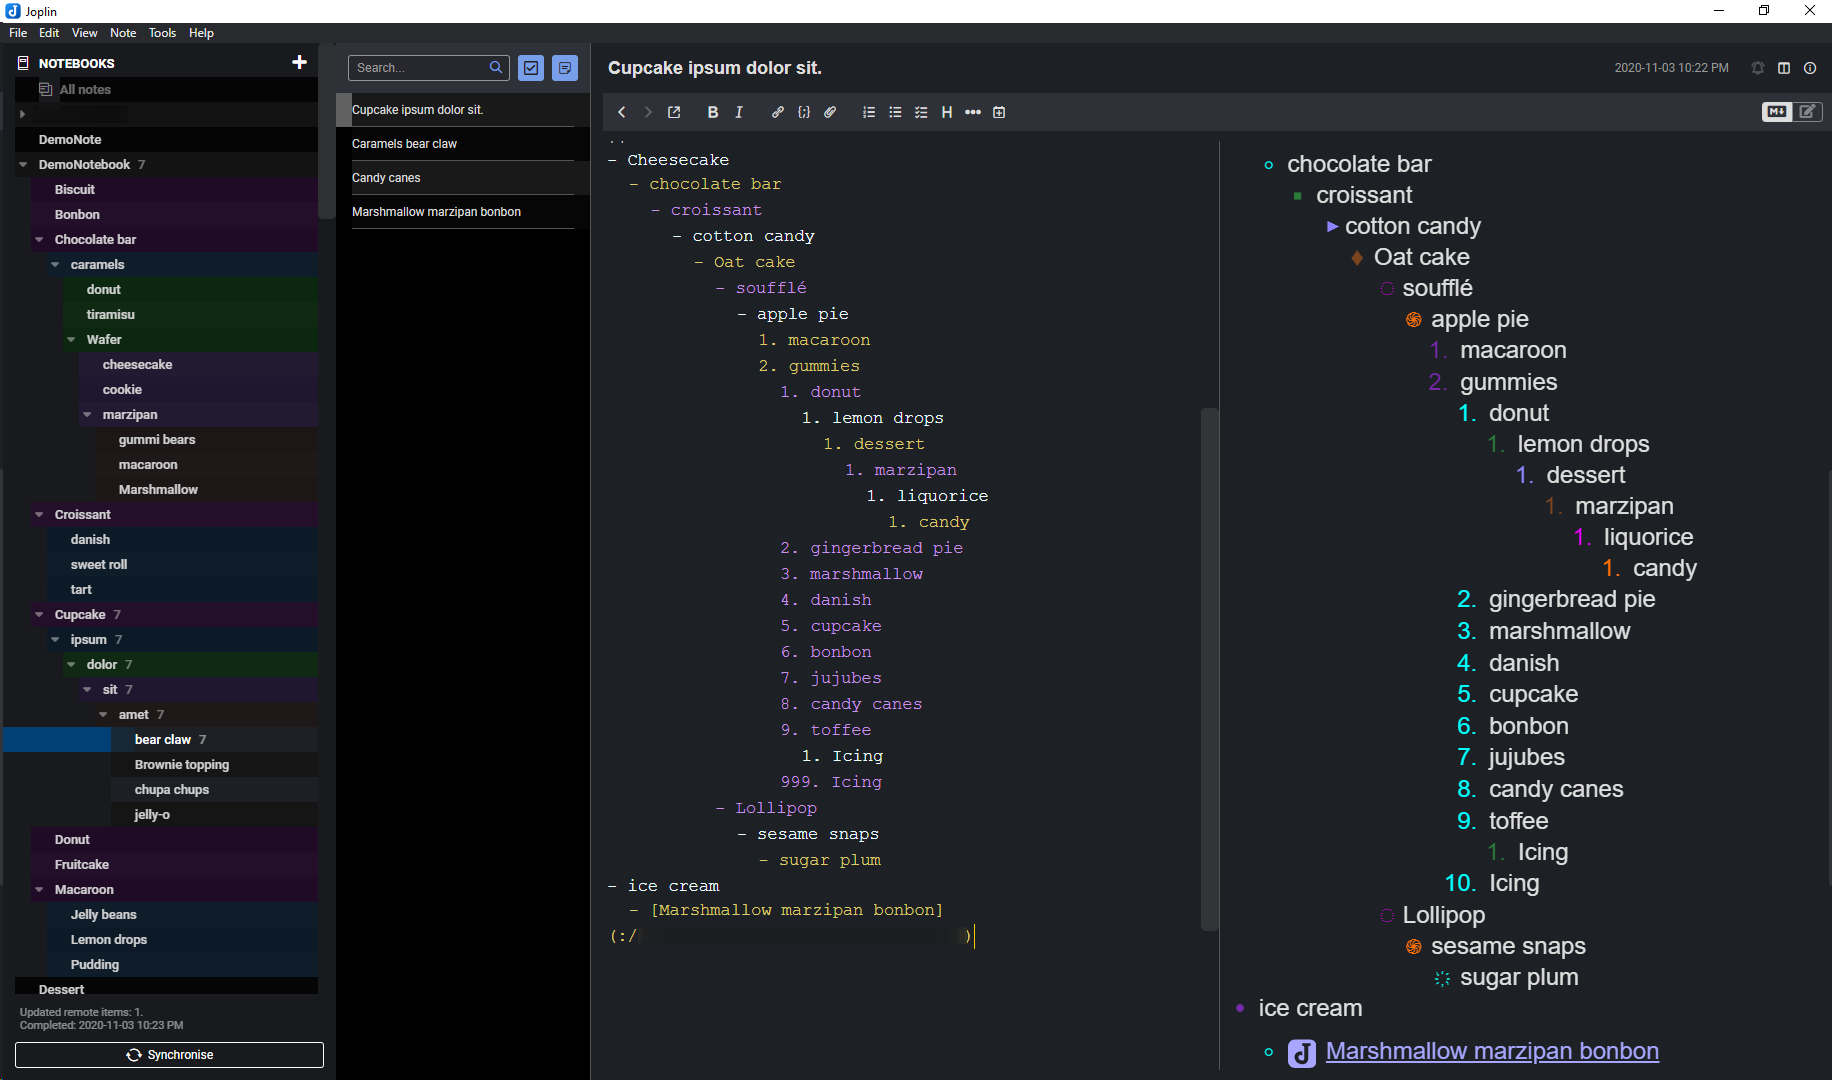 Joplin
File Edit View Note Tools Help
NOTEBOOKS
All notes
DemoNote
DemoNotebook 7
Biscuit
Bonbon
Chocolate bar
caramels
donut
tiramisu
Wafer
cheesecake
cookie
marzipan
gummi bears
macaroon
Marshmallow
Croissant
danish
sweet roll
tart
Cupcake 7
ipsum 7
dolor 7
sit 7
amet 7
bear claw 7
Brownie topping
chupa chups
jelly-o
Donut
Fruitcake
Macaroon
Jelly beans
Lemon drops
Pudding
Dessert
Updated remote items: 1.
Completed: 2020-11-03 10:23 PM
Synchronise
Search...
Cupcake ipsum dolor sit.
Caramels bear claw
Candy canes
Marshmallow marzipan bonbon
Cupcake ipsum dolor sit.
2020-11-03 10:22 PM
B I H
M
- Cheesecake
- chocolate bar
- croissant
- cotton candy
- Oat cake
- soufflé
- apple pie
1. macaroon
2. gummies
1. donut
1. lemon drops
1. dessert
1. marzipan
1. liquorice
1. candy
2. gingerbread pie
3. marshmallow
4. danish
5. cupcake
6. bonbon
7. jujubes
8. candy canes
9. toffee
1. Icing
999. Icing
- Lollipop
- sesame snaps
- sugar plum
- ice cream
- [Marshmallow marzipan bonbon]
(:/ )
chocolate bar
croissant
cotton candy
Oat cake
soufflé
apple pie
1. macaroon
2. gummies
1. donut
1. lemon drops
1. dessert
1. marzipan
1. liquorice
1. candy
2. gingerbread pie
3. marshmallow
4. danish
5. cupcake
6. bonbon
7. jujubes
8. candy canes
9. toffee
1. Icing
10. Icing
Lollipop
sesame snaps
sugar plum
ice cream
Marshmallow marzipan bonbon